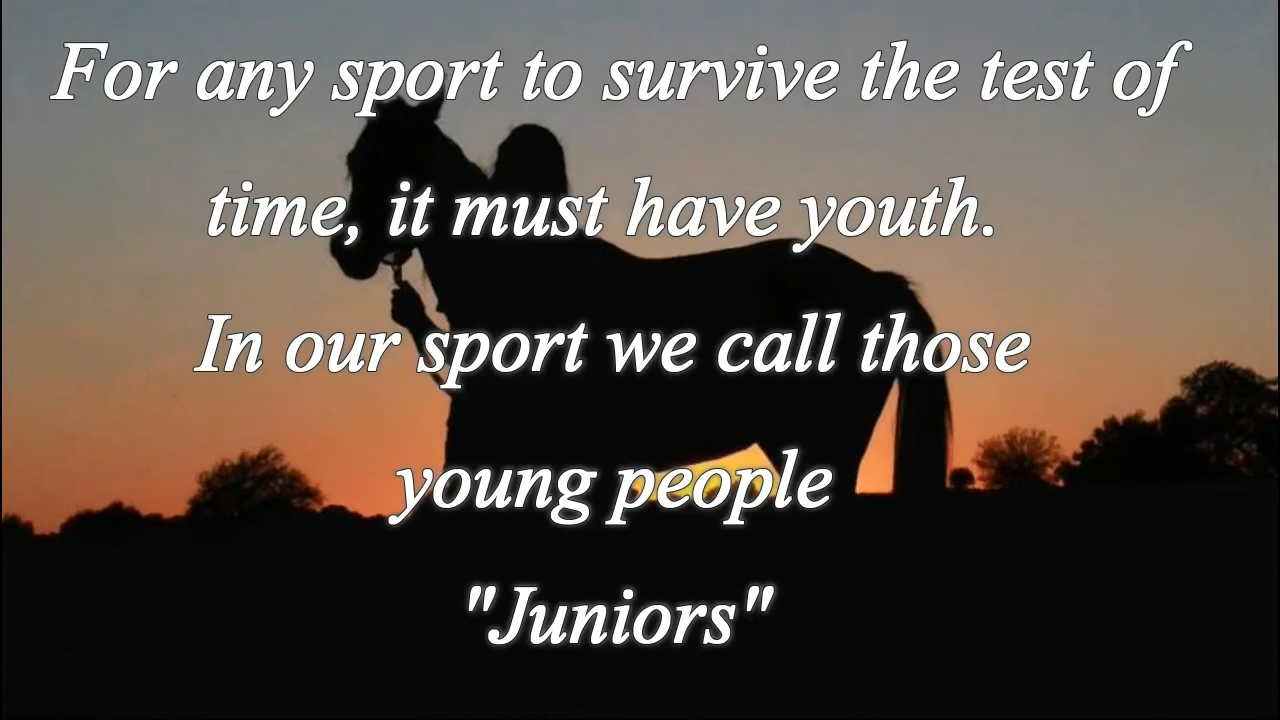 For any sport to survive the test of
time, it must have youth.
In our sport we call those
young people
"Juniors"